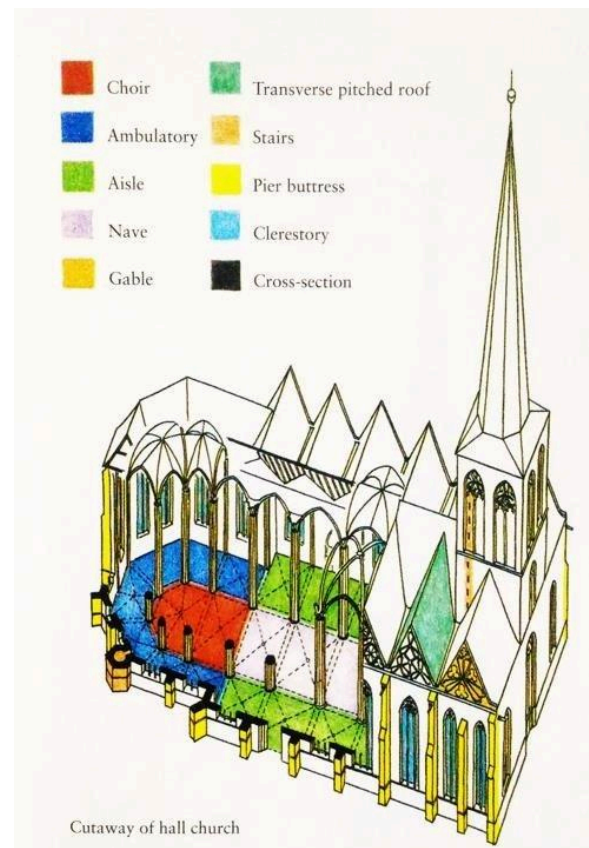 Choir
Ambulatory
Aisle
Nave
Gable
Transverse pitched roof
Stairs
Pier buttress
Clerestory
Cross-section
Cutaway of hall church